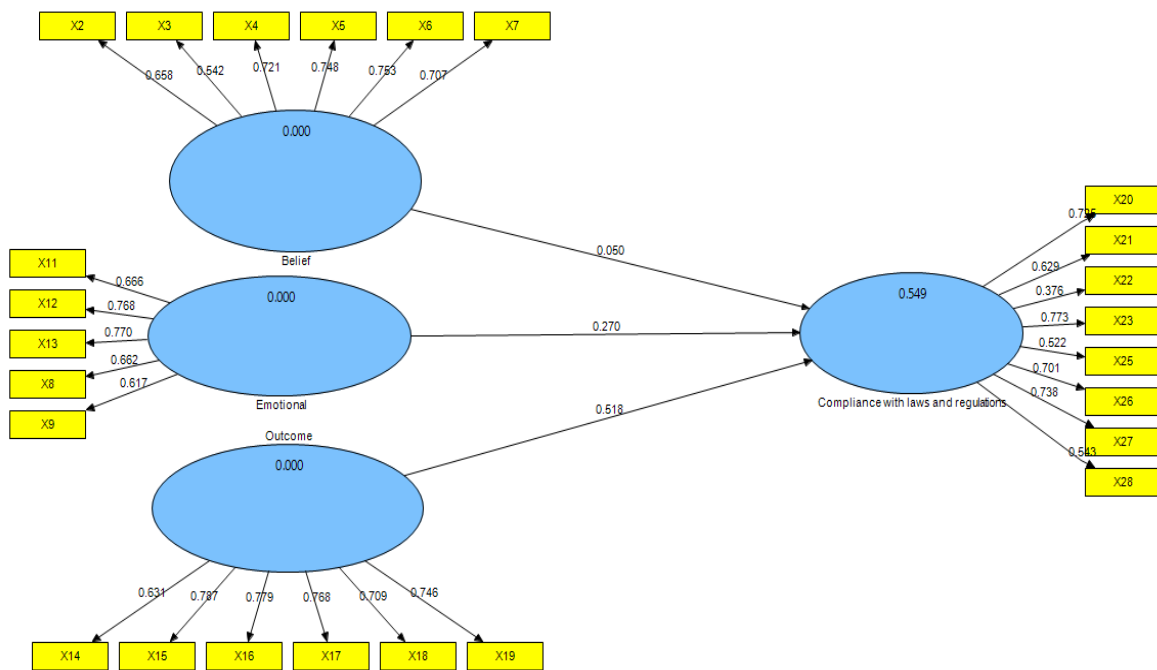 X2 X3 X4 X5 X6 X7
0.658 0.542 0.721 0.748 0.753 0.707
0.000
Belief
0.050
X11
X12
X13
X8
X9
0.666
0.768
0.770
0.662
0.617
0.000
Emotional
0.270
Outcome
0.000
0.518
0.631 0.787 0.779 0.768 0.709 0.746
X14 X15 X16 X17 X18 X19
0.549
Compliance with laws and regulations
0.629
0.376
0.773
0.522
0.701
0.738
0.543
X20
X21
X22
X23
X25
X26
X27
X28